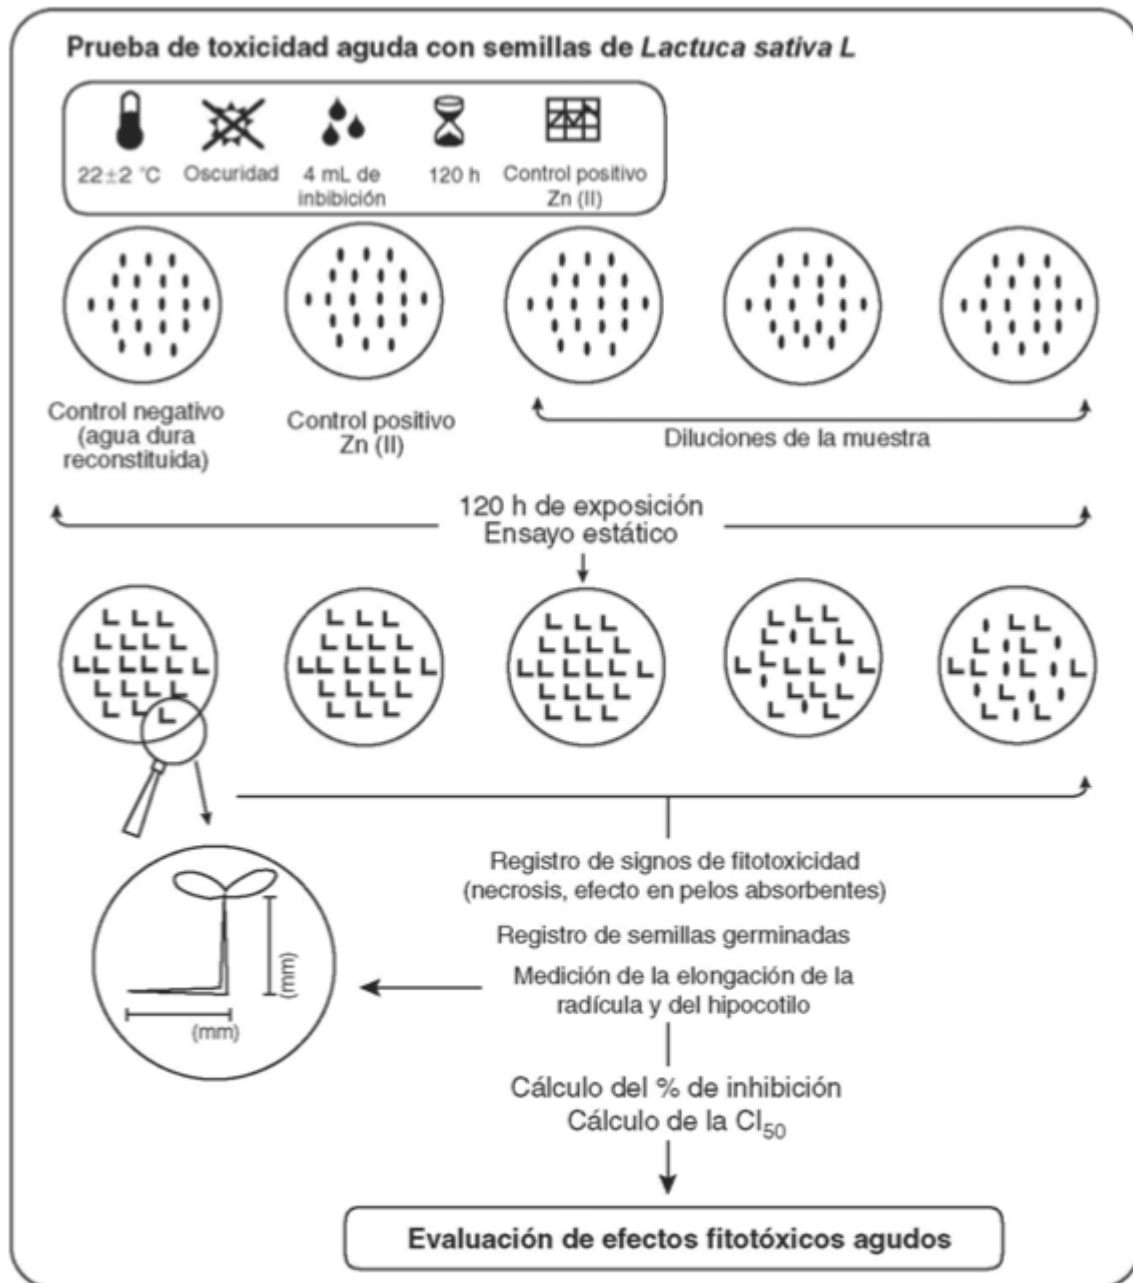 Prueba de toxicidad aguda con semillas de Lactuca sativa L
22±2 °C
Oscuridad
4 mL de
inbibición
120 h
Control positivo
Zn (II)
Control negativo
(agua dura
reconstituida)
Control positivo
Zn (II)
Diluciones de la muestra
120 h de exposición
Ensayo estático
Registro de signos de fitotoxicidad
(necrosis, efecto en pelos absorbentes)
Registro de semillas germinadas
Medición de la elongación de la
radícula y del hipocotilo
(mm)
(mm)
Cálculo del % de inhibición
Cálculo de la CI50
Evaluación de efectos fitotóxicos agudos